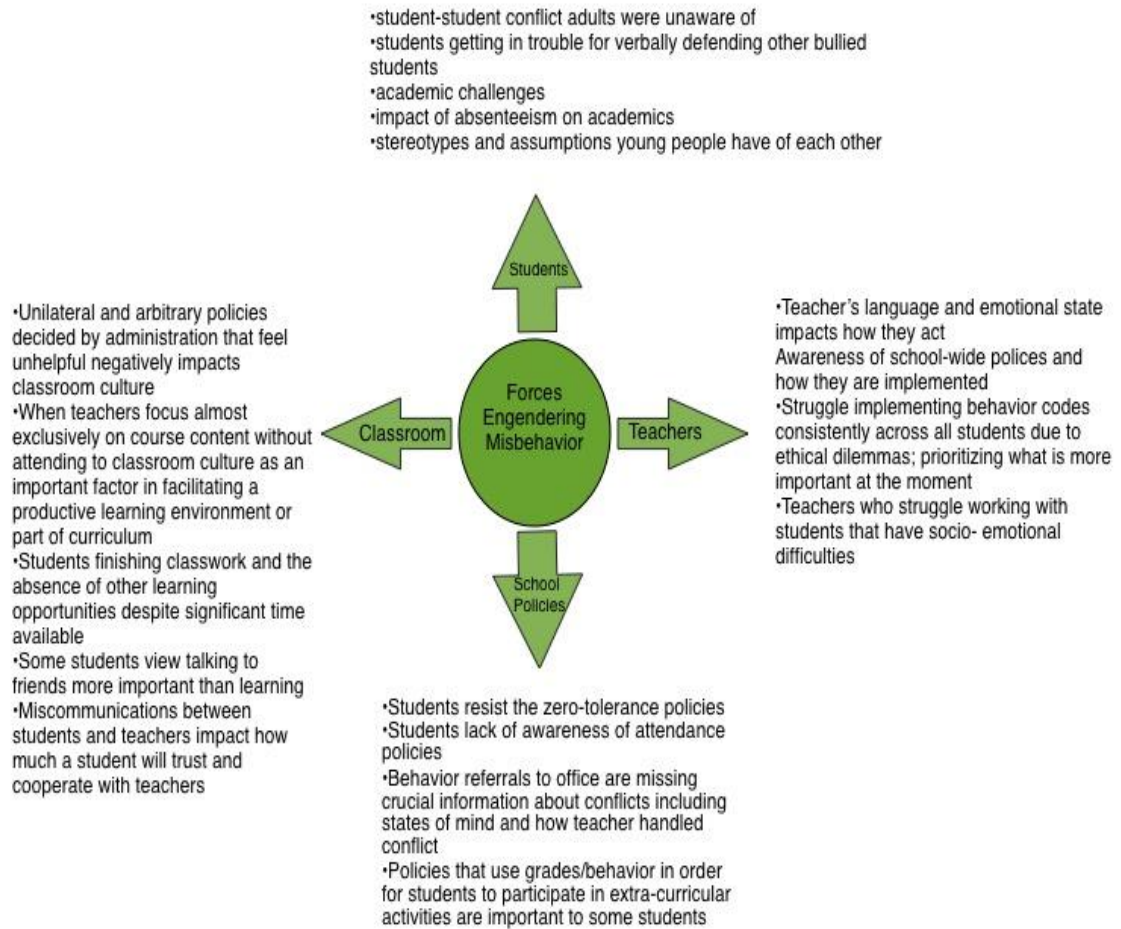 •student-student conflict adults were unaware of
•students getting in trouble for verbally defending other bullied
students
•academic challenges
•impact of absenteeism on academics
•stereotypes and assumptions young people have of each other
Students
•Unilateral and arbitrary policies
decided by administration that feel
unhelpful negatively impacts
classroom culture
•When teachers focus almost
exclusively on course content without
attending to classroom culture as an
important factor in facilitating a
productive learning environment or
part of curriculum
•Students finishing classwork and the
absence of other learning
opportunities despite significant time
available
•Some students view talking to
friends more important than learning
•Miscommunications between
students and teachers impact how
much a student will trust and
cooperate with teachers
Classroom
Forces
Engendering
Misbehavior
Teachers
•Teacher’s language and emotional state
impacts how they act
Awareness of school-wide polices and
how they are implemented
•Struggle implementing behavior codes
consistently across all students due to
ethical dilemmas; prioritizing what is more
important at the moment
•Teachers who struggle working with
students that have socio- emotional
difficulties
School
Policies
•Students resist the zero-tolerance policies
•Students lack of awareness of attendance
policies
•Behavior referrals to office are missing
crucial information about conflicts including
states of mind and how teacher handled
conflict
•Policies that use grades/behavior in order
for students to participate in extra-curricular
activities are important to some students